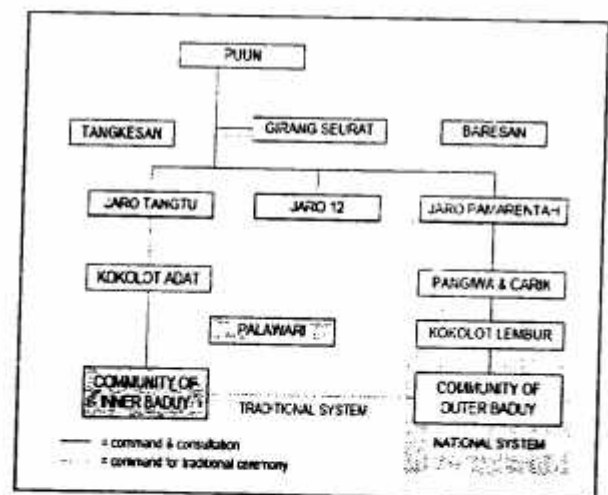 PUUN
TANGKESAN
GIRANG SEURAT
BARESAN
JARO TANGTU
JARO 12
JARO PAMARENTAH
KOKOLOT ADAT
PANGIWA & CARIK
PALAWARI
KOKOLOT LEMBUR
COMMUNITY OF
INNER BADUY
TRADITIONAL SYSTEM
COMMUNITY OF
OUTER BADUY
NATIONAL SYSTEM
= command & consultation
= command for traditional ceremony